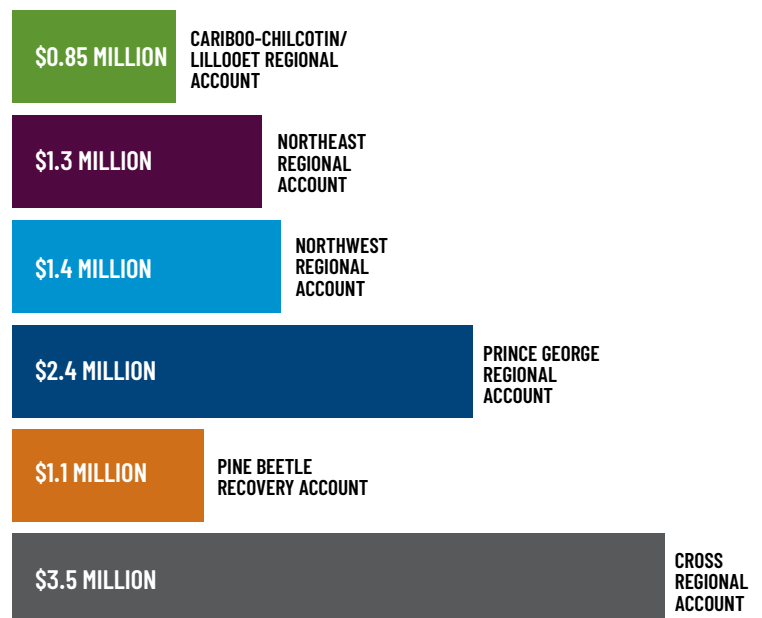 $0.85 MILLION
CARIBOO-CHILCOTIN/
LILLOOET REGIONAL
ACCOUNT
$1.3 MILLION
NORTHEAST
REGIONAL
ACCOUNT
$1.4 MILLION
NORTHWEST
REGIONAL
ACCOUNT
$2.4 MILLION
PRINCE GEORGE
REGIONAL
ACCOUNT
$1.1 MILLION
PINE BEETLE
RECOVERY ACCOUNT
$3.5 MILLION
CROSS
REGIONAL
ACCOUNT